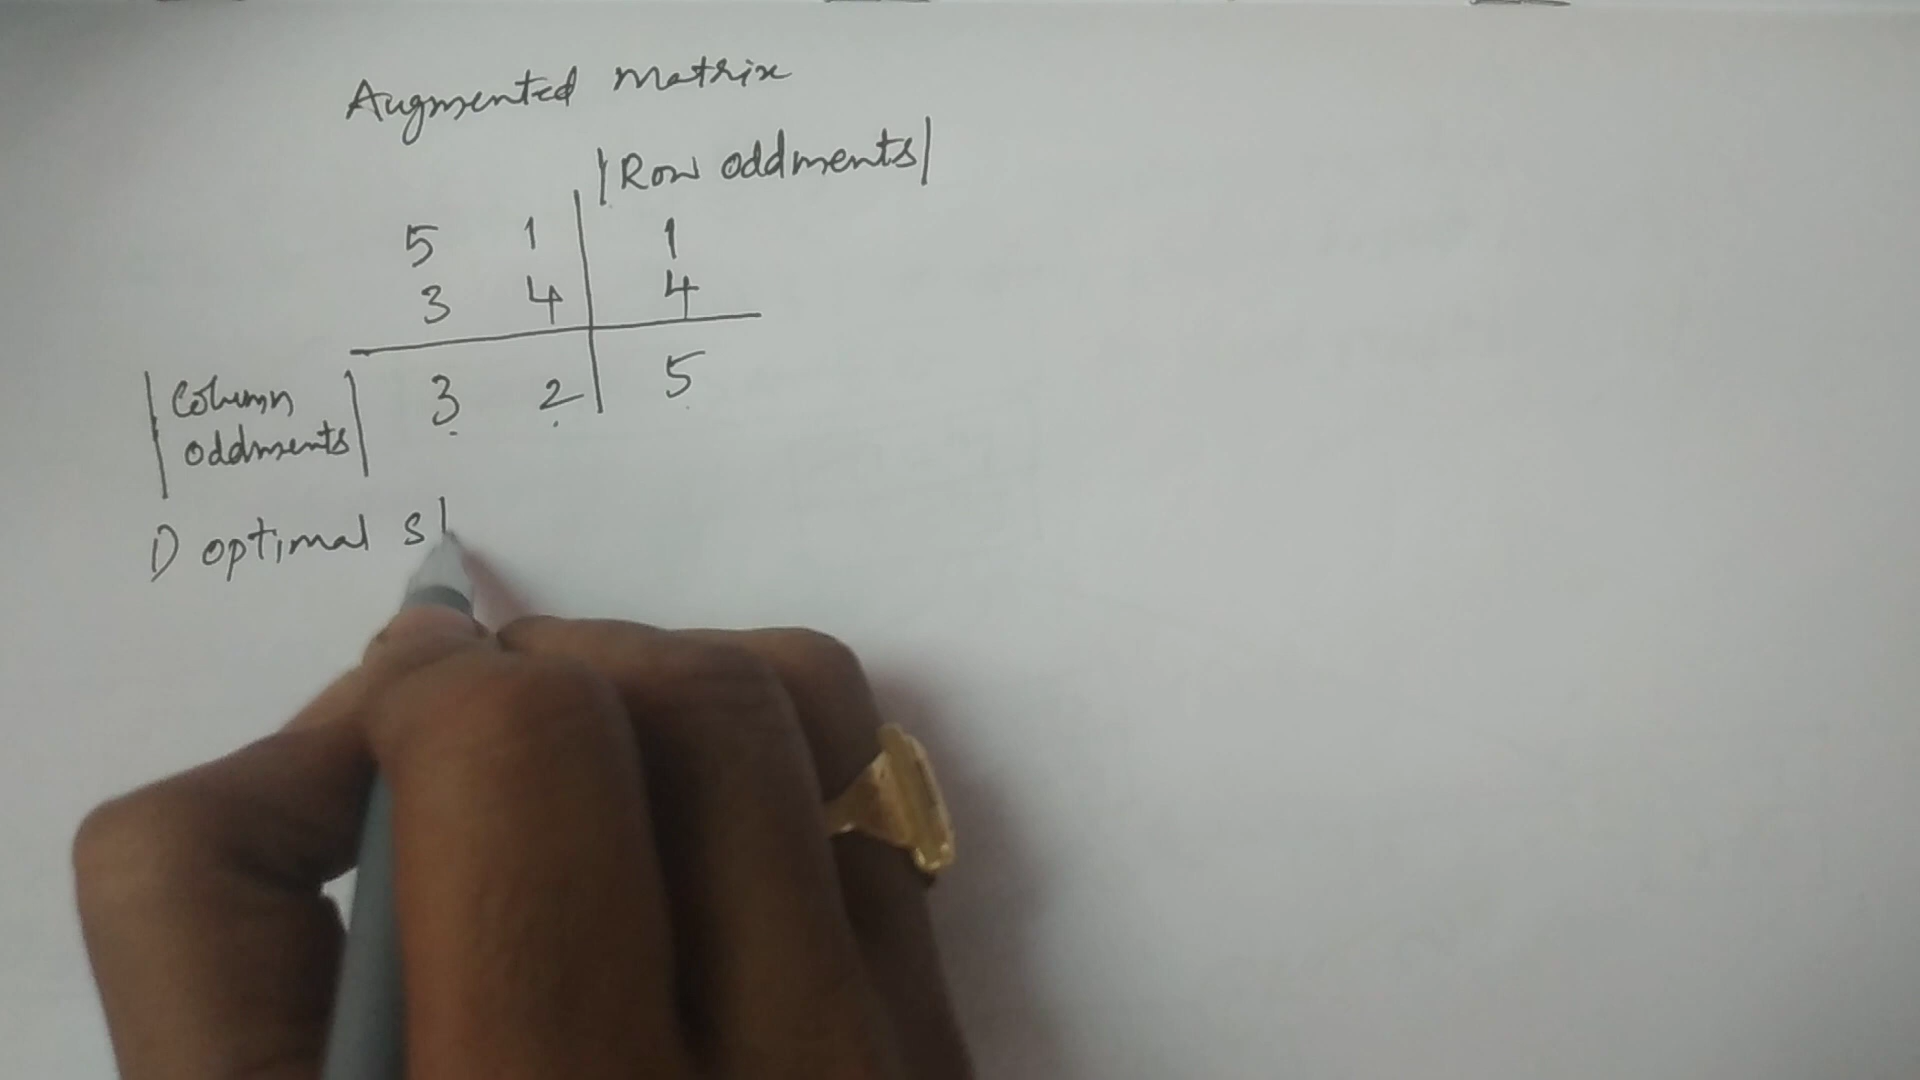 Augmented Matrix
|Row oddments|
5 1 1
3 4 4
|Column oddments| 3 2 5
1) optimal s